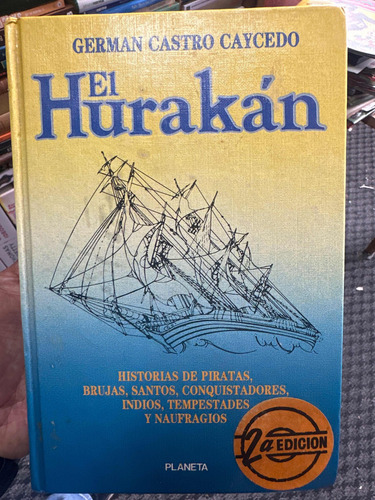 GERMAN CASTRO CAYCEDO
El
Hurakán
HISTORIAS DE PIRATAS,
BRUJAS, SANTOS, CONQUISTADORES,
INDIOS, TEMPESTADES
Y NAUFRAGIOS
2a EDICION
PLANETA